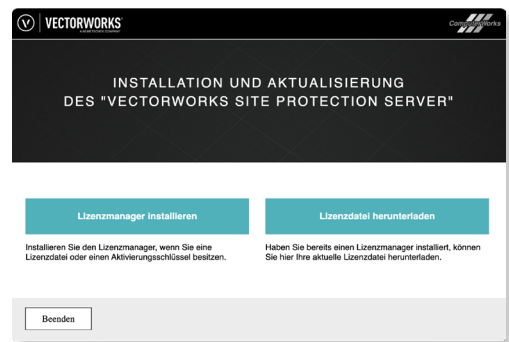 VECTORWORKS
A NEMETSCHEK COMPANY
ComputerWorks
INSTALLATION UND AKTUALISIERUNG
DES "VECTORWORKS SITE PROTECTION SERVER"
Lizenzmanager installieren
Lizenzdatei herunterladen
Installieren Sie den Lizenzmanager, wenn Sie eine
Lizenzdatei oder einen Aktivierungsschlüssel besitzen.
Haben Sie bereits einen Lizenzmanager installiert, können
Sie hier Ihre aktuelle Lizenzdatei herunterladen.
Beenden